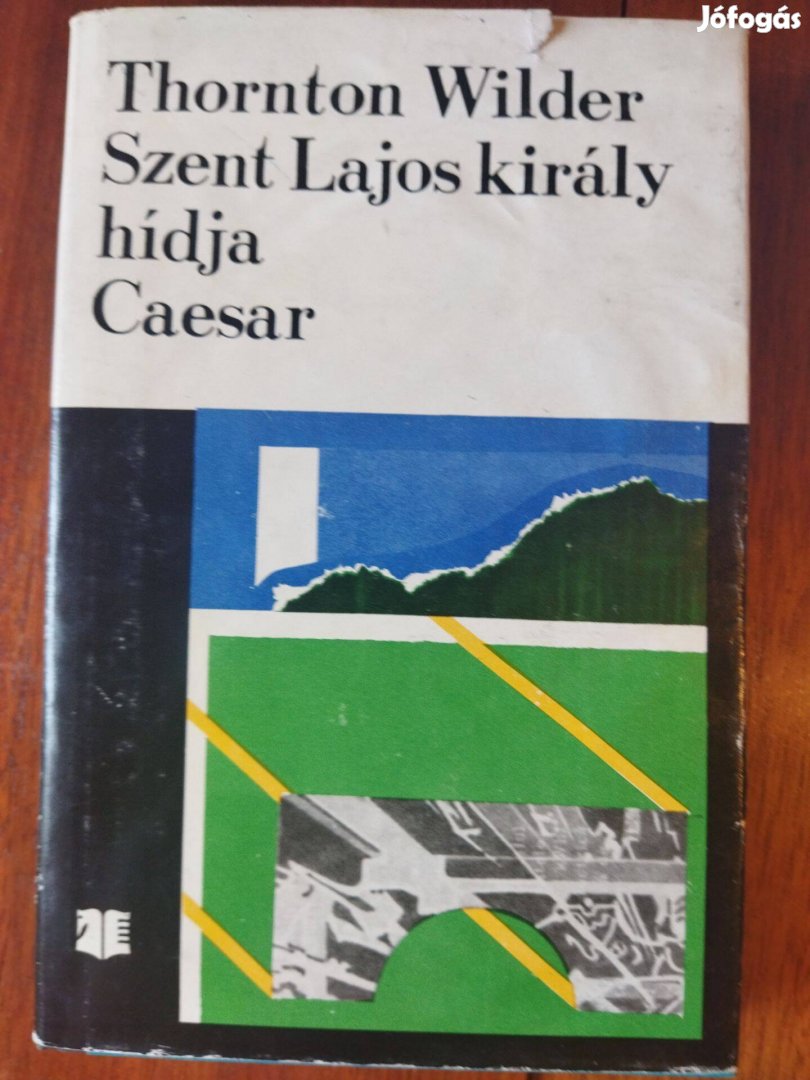 Jófogás
Thornton Wilder
Szent Lajos király
hídja
Caesar